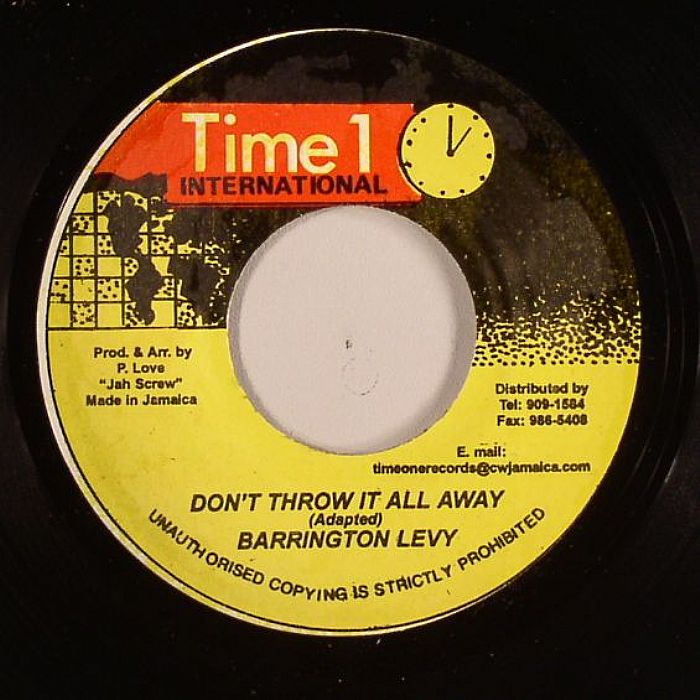 Time 1
INTERNATIONAL
Prod. & Arr. by
P. Love
"Jah Screw"
Made in Jamaica
Distributed by
Tel: 909-1584
Fax: 986-5408
E. mail:
timeonerecords@cwjamaica.com
DON'T THROW IT ALL AWAY
(Adapted)
BARRINGTON LEVY
UNAUTHORISED COPYING IS STRICTLY PROHIBITED